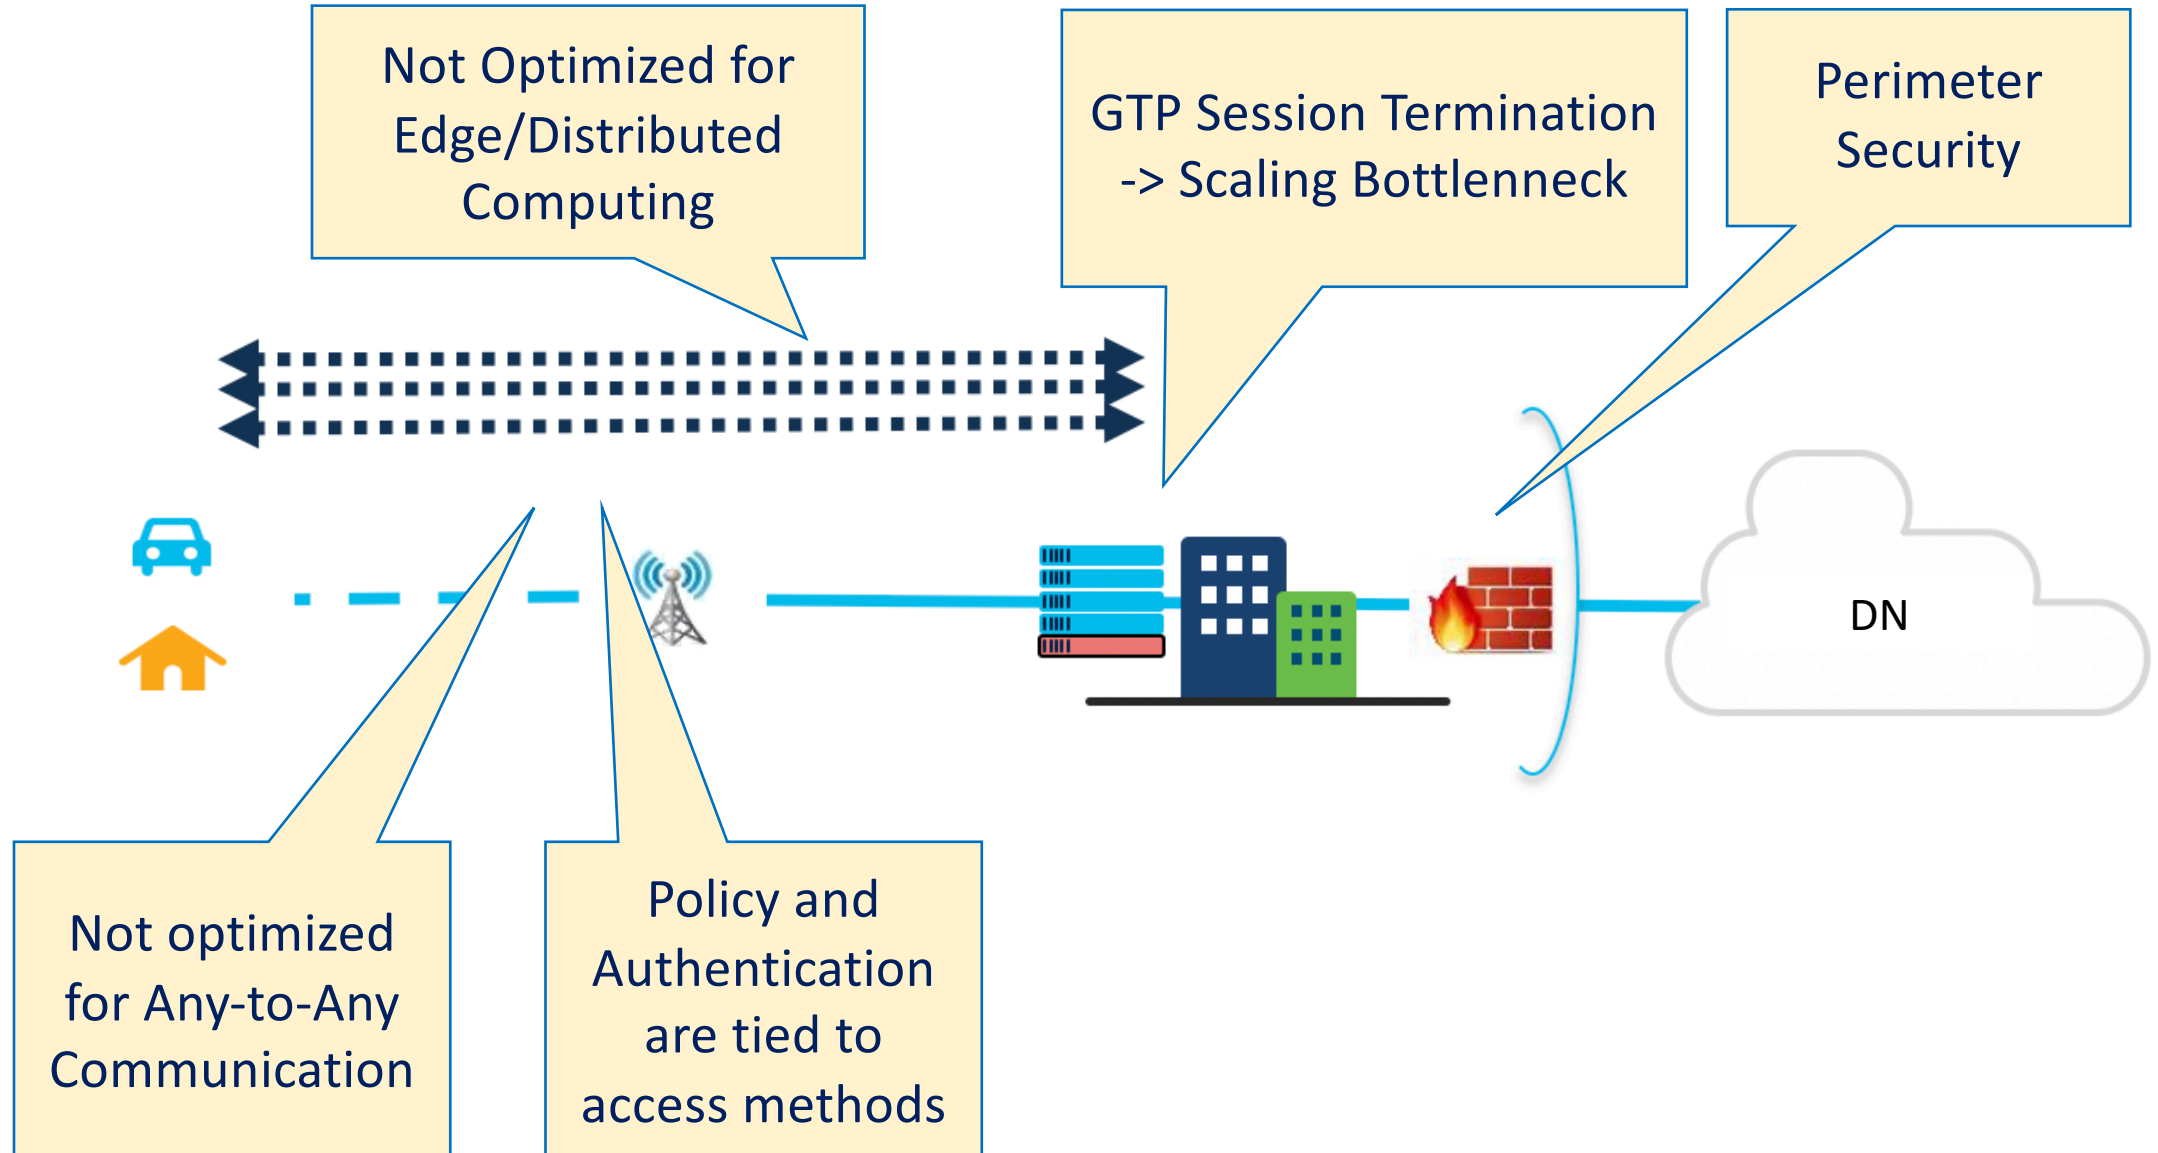 Not Optimized for
Edge/Distributed
Computing
GTP Session Termination
-> Scaling Bottlenneck
Perimeter
Security
DN
Not optimized
for Any-to-Any
Communication
Policy and
Authentication
are tied to
access methods